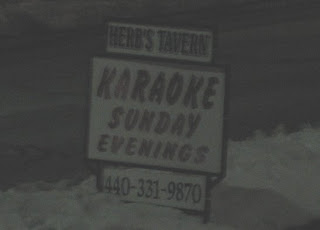 HERB'S TAVERN
KARAOKE
SUNDAY
EVENINGS
440-331-9870